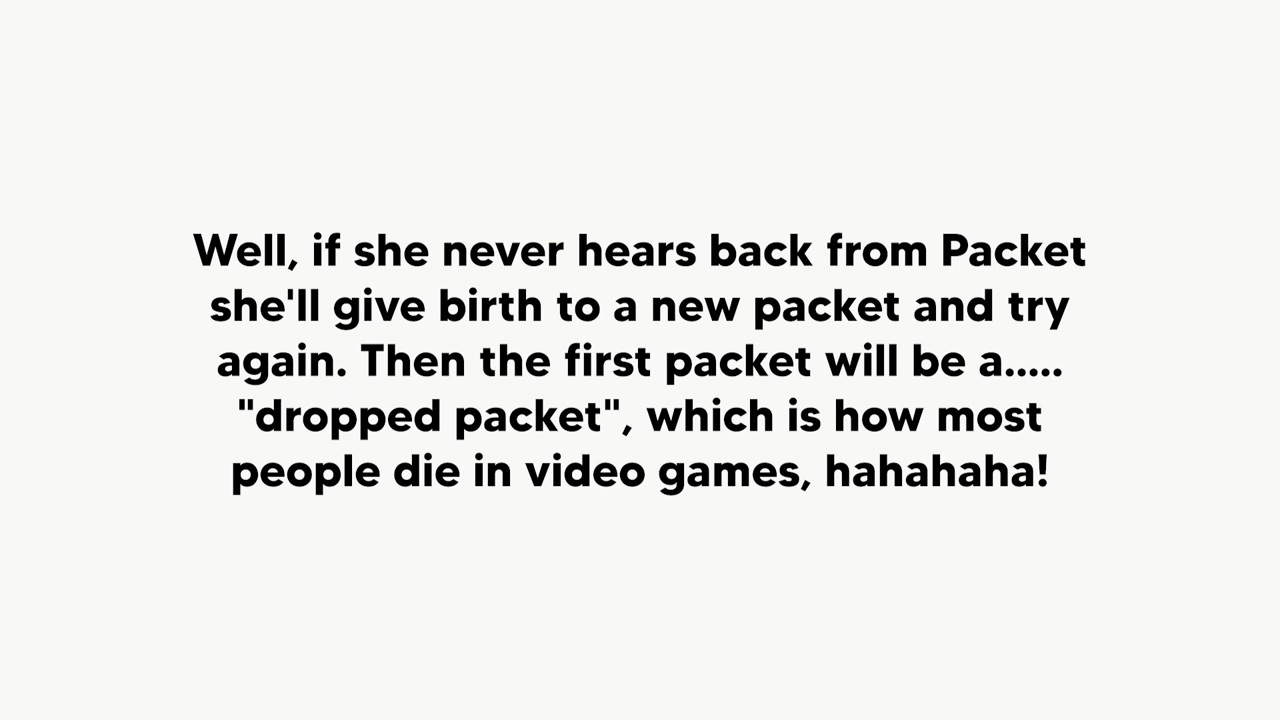 Well, if she never hears back from Packet
she'll give birth to a new packet and try
again. Then the first packet will be a.....
"dropped packet", which is how most
people die in video games, hahahaha!